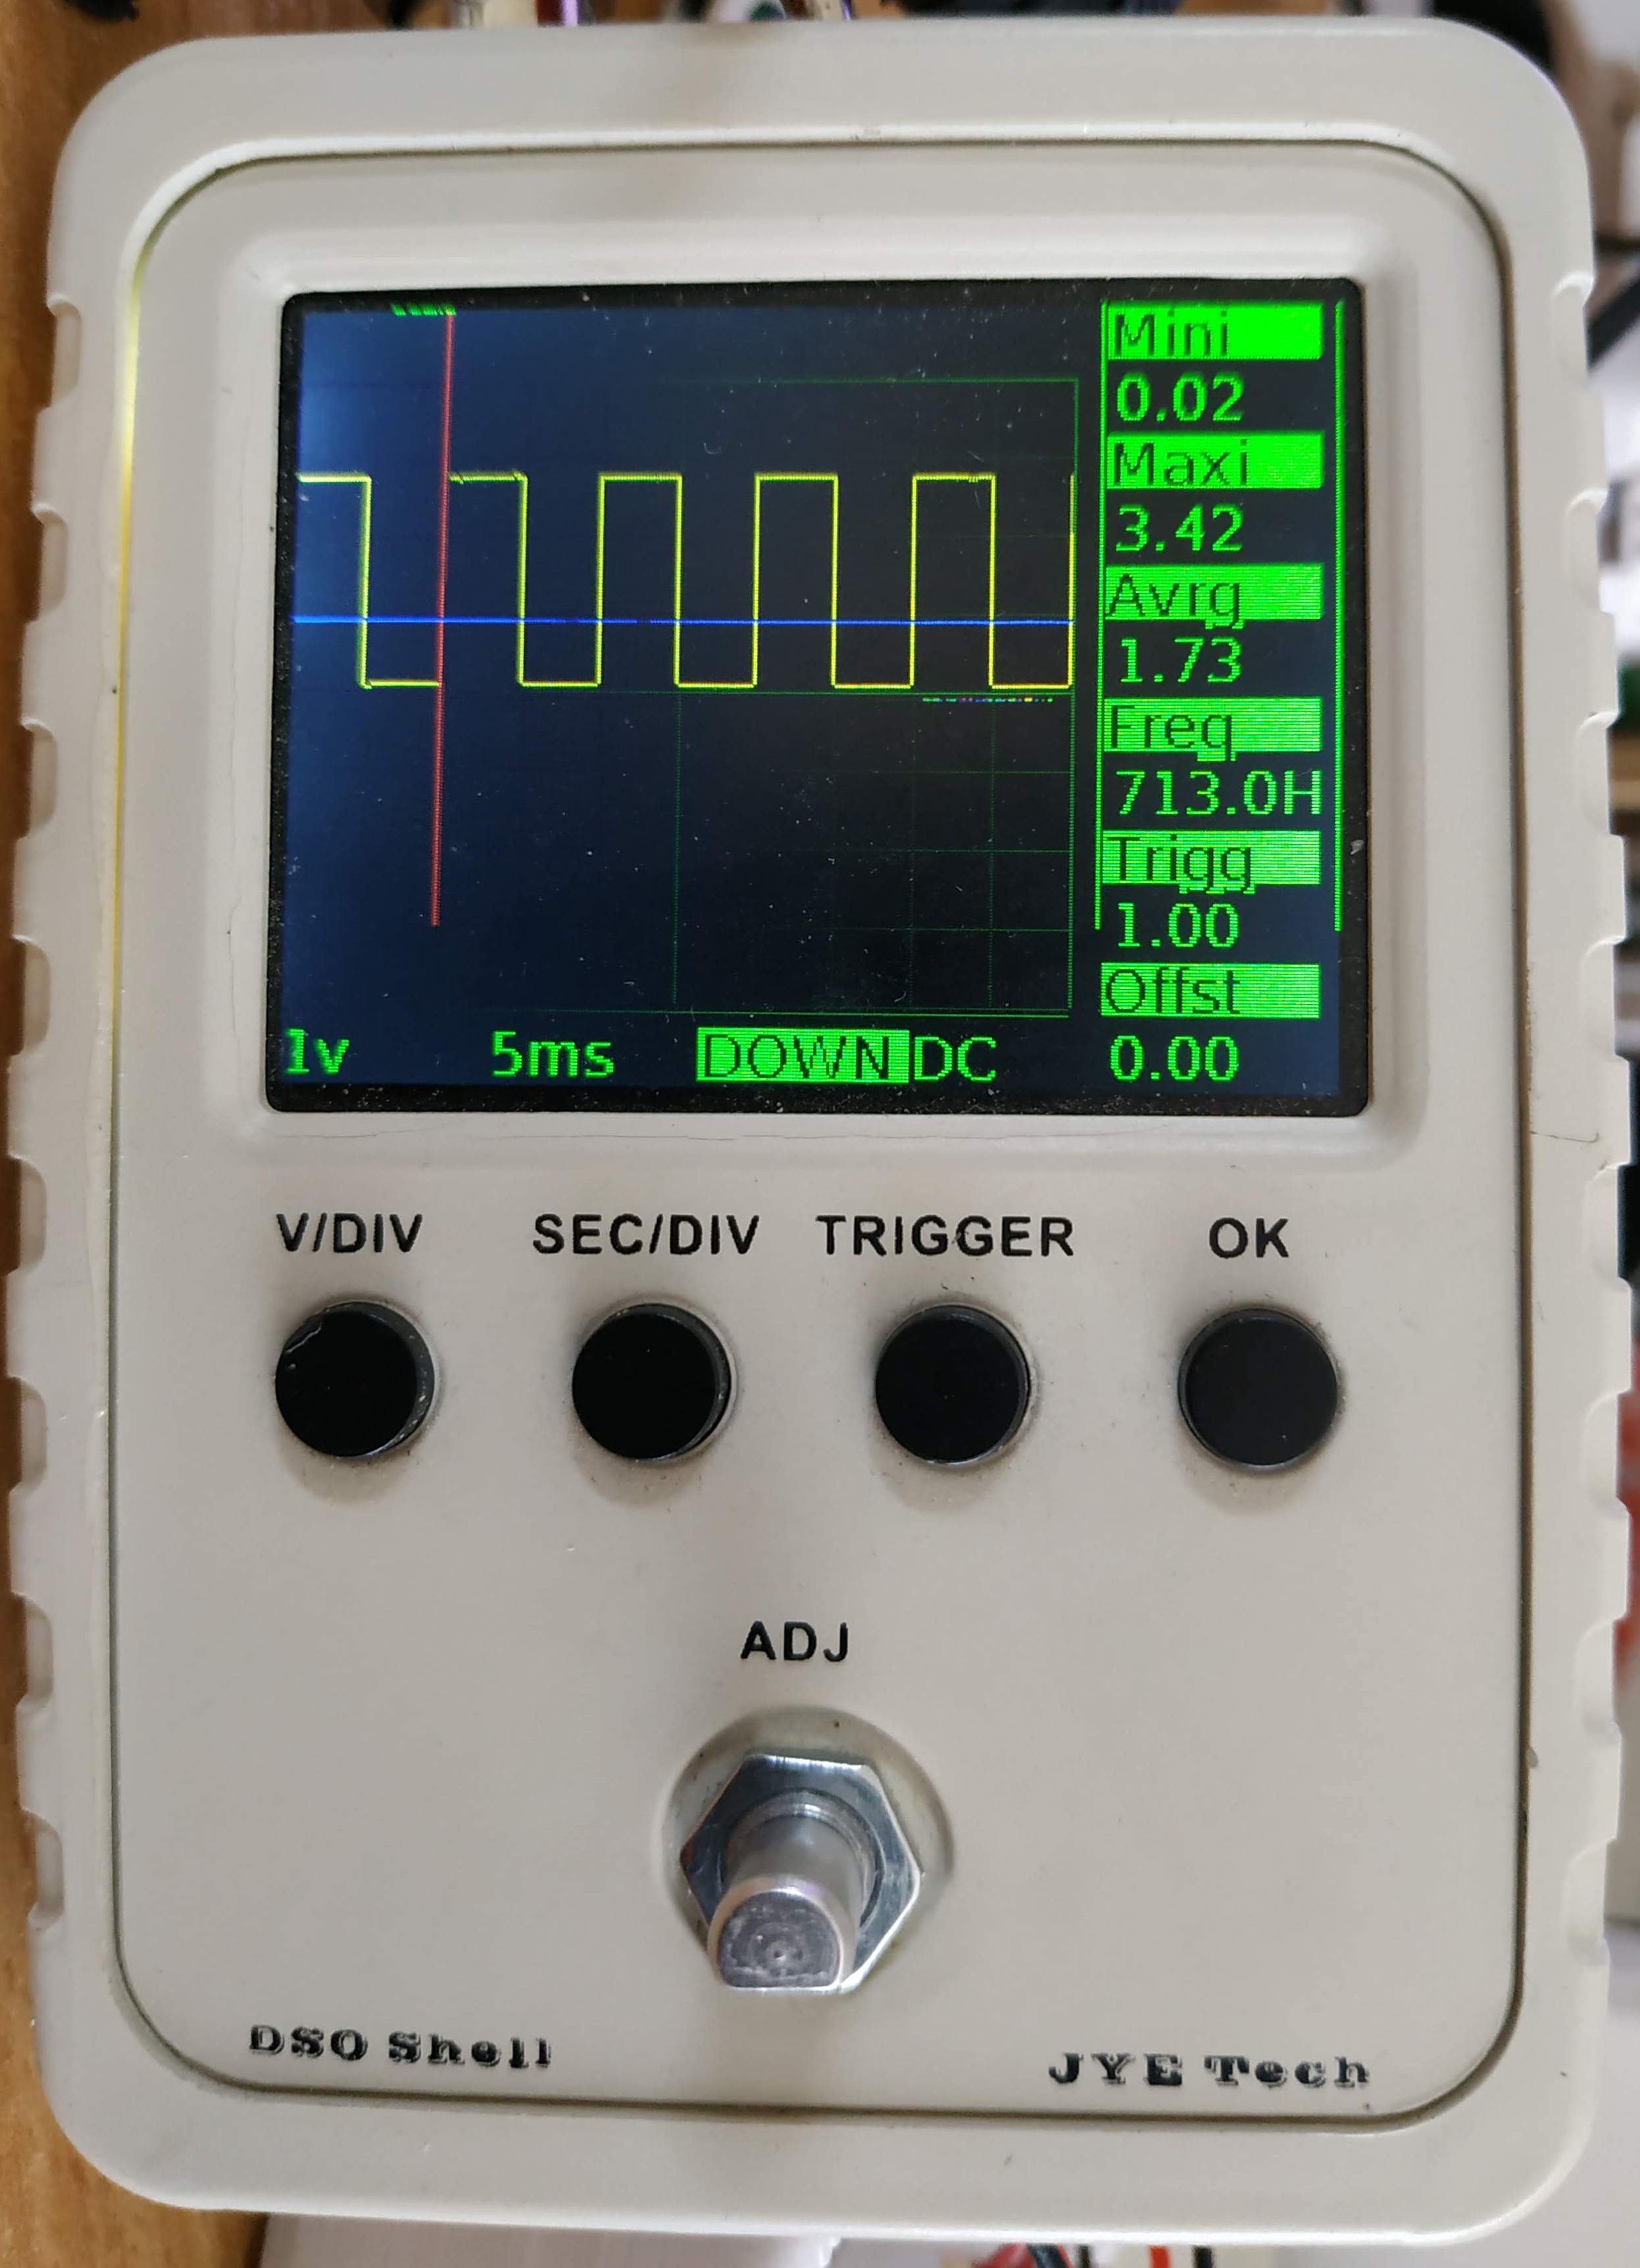 Mini
0.02
Maxi
3.42
Avrg
1.73
Freq
713.0H
Trigg
1.00
Offst
0.00
1v 5ms DOWN DC
V/DIV SEC/DIV TRIGGER OK
ADJ
DSO Shell JYE Tech